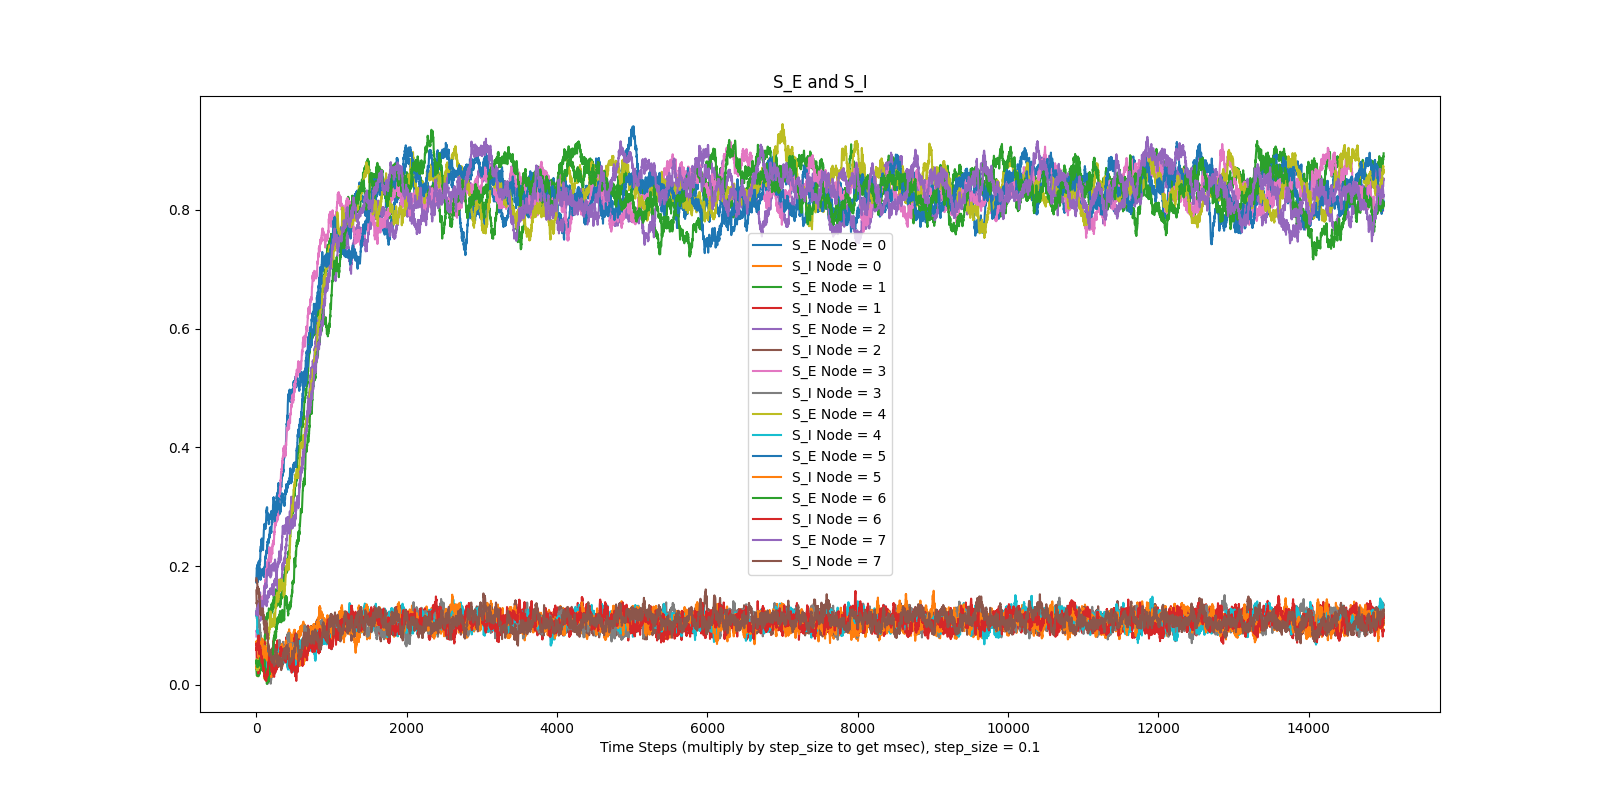 S_E and S_I
0.8
0.6
0.4
0.2
0.0
S_E Node = 0
S_I Node = 0
S_E Node = 1
S_I Node = 1
S_E Node = 2
S_I Node = 2
S_E Node = 3
S_I Node = 3
S_E Node = 4
S_I Node = 4
S_E Node = 5
S_I Node = 5
S_E Node = 6
S_I Node = 6
S_E Node = 7
S_I Node = 7
0 2000 4000 6000 8000 10000 12000 14000
Time Steps (multiply by step_size to get msec), step_size = 0.1